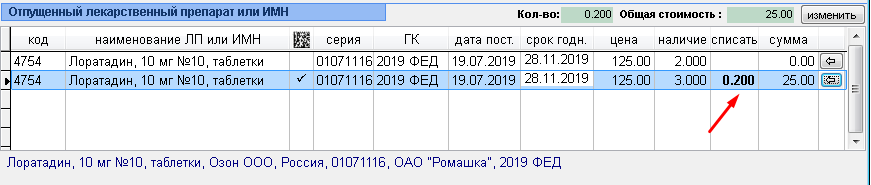 Отпущенный лекарственный препарат или ИМН Кол-во: 0.200 Общая стоимость : 25.00 изменить
код наименование ЛП или ИМН серия ГК дата пост. срок годн. цена наличие списать сумма
4754 Лоратадин, 10 мг №10, таблетки 01071116 2019 ФЕД 19.07.2019 28.11.2019 125.00 2.000 0.00
4754 Лоратадин, 10 мг №10, таблетки ✓ 01071116 2019 ФЕД 19.07.2019 28.11.2019 125.00 3.000 0.200 25.00
Лоратадин, 10 мг №10, таблетки, Озон ООО, Россия, 01071116, ОАО "Ромашка", 2019 ФЕД